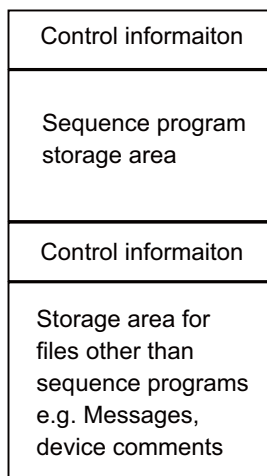 Control informaiton
Sequence program
storage area
Control informaiton
Storage area for
files other than
sequence programs
e.g. Messages,
device comments